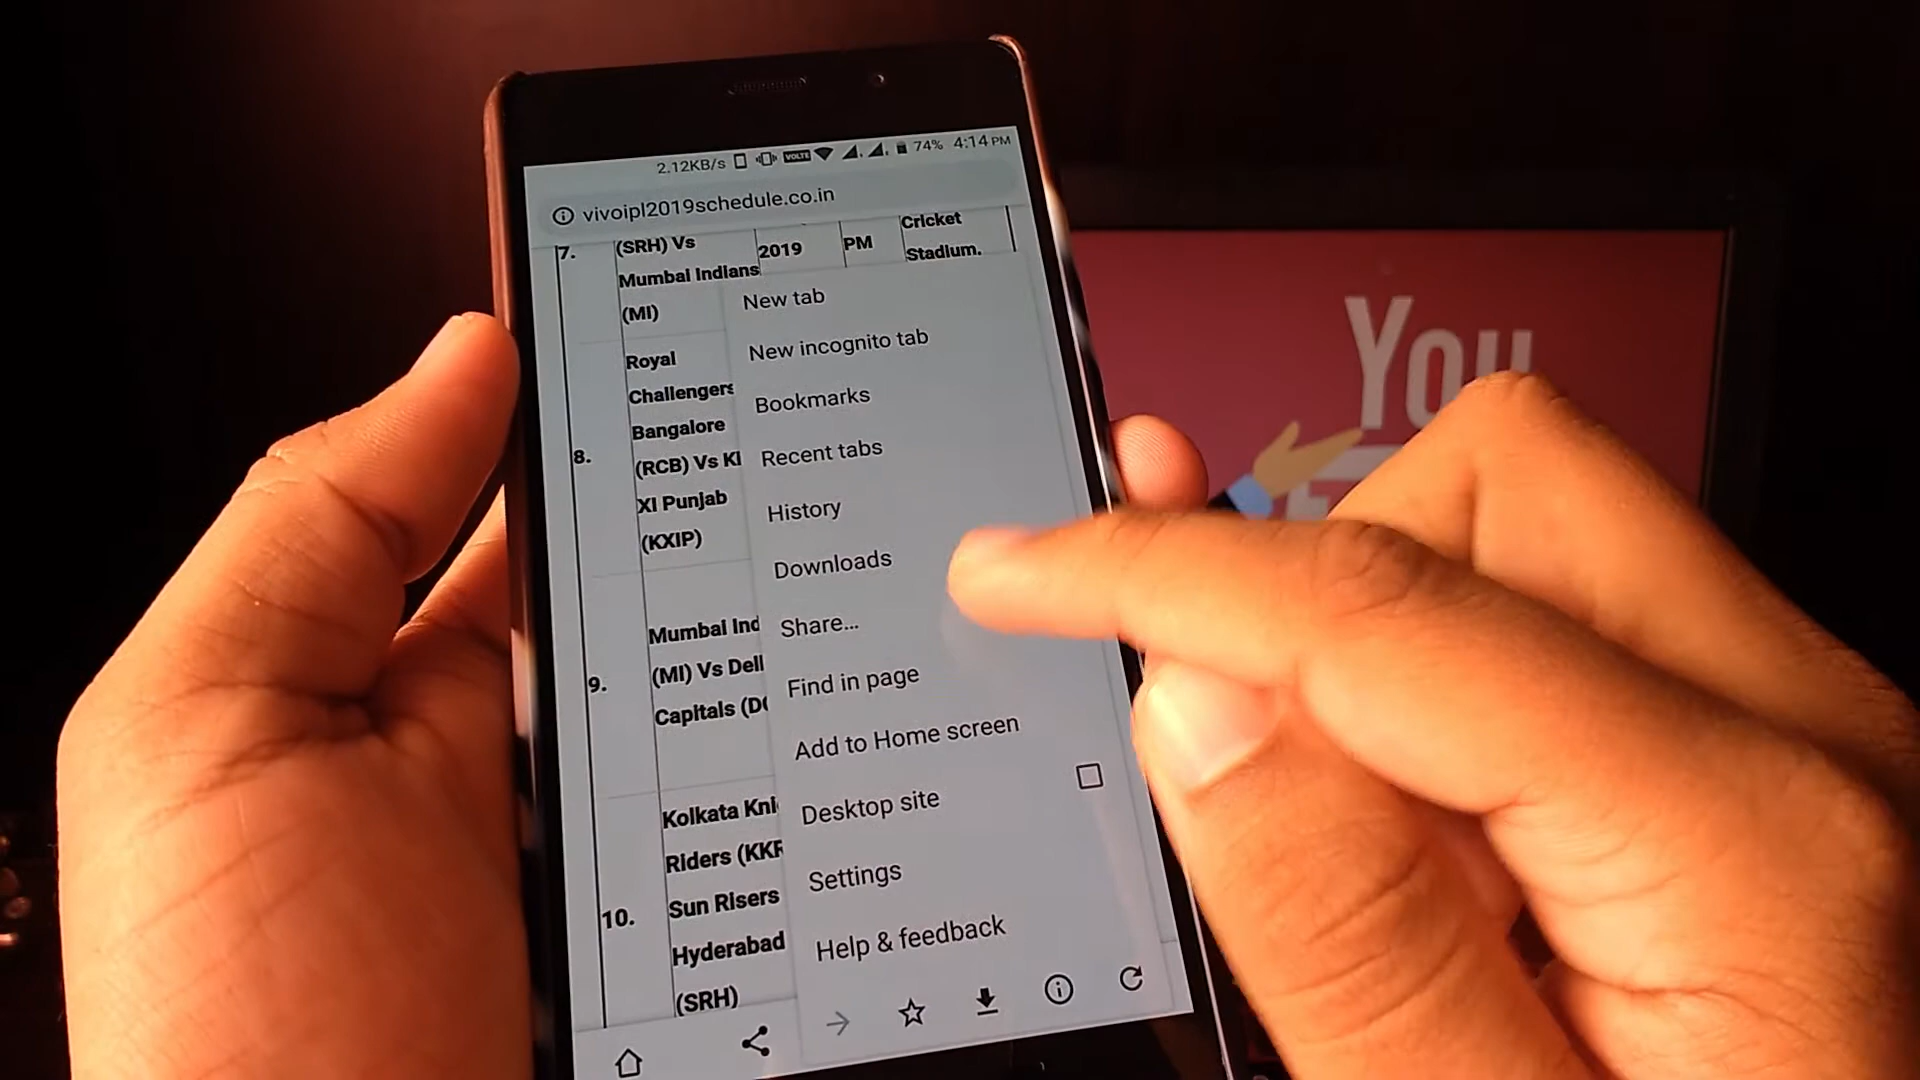 2.12KB/s VOLTE 74% 4:14 PM
vivoipl2019schedule.co.in
7.
(SRH) Vs
Mumbai Indians
(MI)
2019
PM
Cricket
Stadium.
8.
Royal
Challengers
Bangalore
(RCB) Vs KI
XI Punjab
(KXIP)
9.
Mumbai Ind
(MI) Vs Delh
Capitals (DC
10.
Kolkata Kni
Riders (KKR
Sun Risers
Hyderabad
(SRH)
New tab
New incognito tab
Bookmarks
Recent tabs
History
Downloads
Share...
Find in page
Add to Home screen
Desktop site
Settings
Help & feedback
You